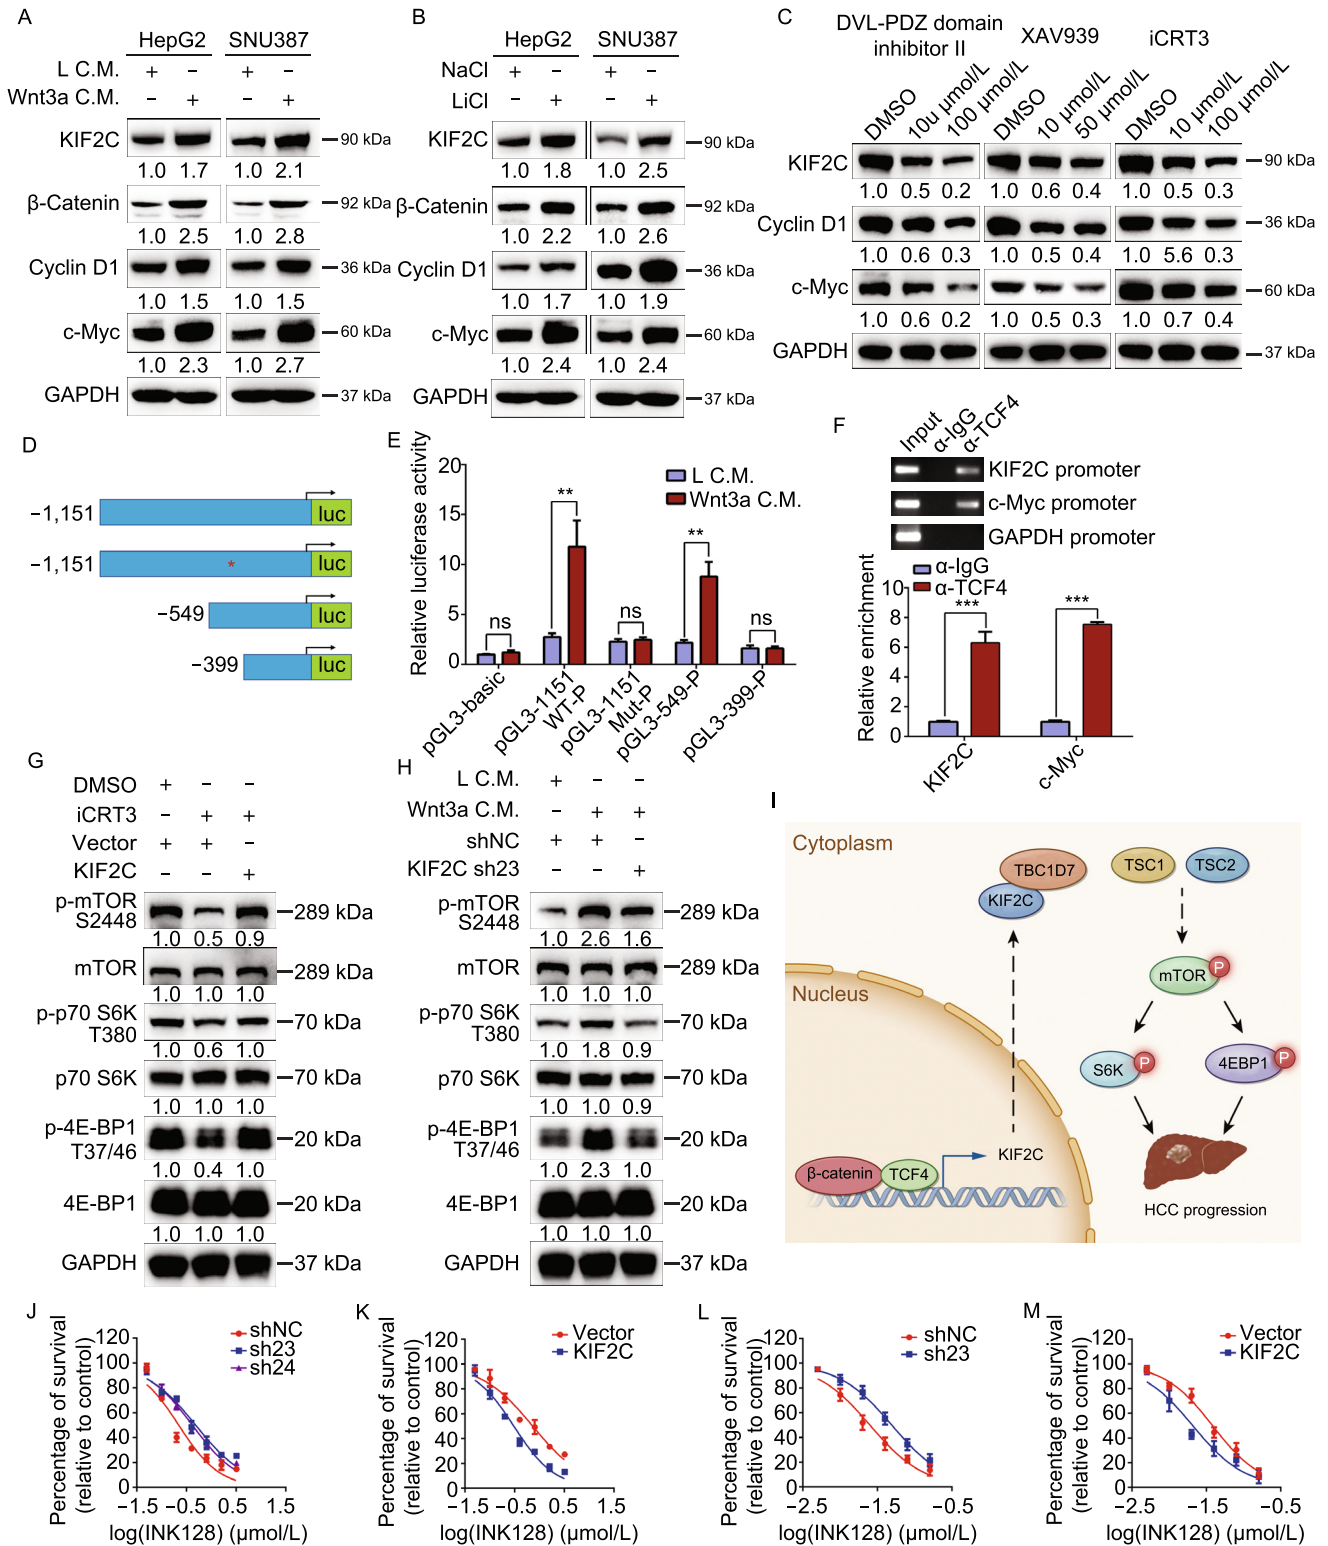 A
HepG2 SNU387
L C.M. + − + −
Wnt3a C.M. − + − +
KIF2C 90 kDa
1.0 1.7 1.0 2.1
β-Catenin 92 kDa
1.0 2.5 1.0 2.8
Cyclin D1 36 kDa
1.0 1.5 1.0 1.5
c-Myc 60 kDa
1.0 2.3 1.0 2.7
GAPDH 37 kDa
B
HepG2 SNU387
NaCl + − + −
LiCl − + − +
KIF2C 90 kDa
1.0 1.8 1.0 2.5
β-Catenin 92 kDa
1.0 2.2 1.0 2.6
Cyclin D1 36 kDa
1.0 1.7 1.0 1.9
c-Myc 60 kDa
1.0 2.4 1.0 2.4
GAPDH 37 kDa
C
DVL-PDZ domain
inhibitor II
XAV939
iCRT3
DMSO 10u μmol/L 100 μmol/L DMSO 10 μmol/L 50 μmol/L DMSO 10 μmol/L 100 μmol/L
KIF2C 90 kDa
1.0 0.5 0.2 1.0 0.6 0.4 1.0 0.5 0.3
Cyclin D1 36 kDa
1.0 0.6 0.3 1.0 0.5 0.4 1.0 5.6 0.3
c-Myc 60 kDa
1.0 0.6 0.2 1.0 0.5 0.3 1.0 0.7 0.4
GAPDH 37 kDa
D
−1,151 luc
−1,151 * luc
−549 luc
−399 luc
E
Relative luciferase activity
20
15
10
5
0
L C.M.
Wnt3a C.M.
ns ** ns ** ns
pGL3-basic
pGL3-1151
WT-P
pGL3-1151
Mut-P
pGL3-549-P
pGL3-399-P
F
Input α-IgG α-TCF4
KIF2C promoter
c-Myc promoter
GAPDH promoter
α-IgG
α-TCF4
Relative enrichment
10
8
6
4
2
0
*** ***
KIF2C c-Myc
G
DMSO + − −
iCRT3 − + +
Vector + + −
KIF2C − − +
p-mTOR
S2448
289 kDa
1.0 0.5 0.9
mTOR 289 kDa
1.0 1.0 1.0
p-p70 S6K
T380
70 kDa
1.0 0.6 1.0
p70 S6K 70 kDa
1.0 1.0 1.0
p-4E-BP1
T37/46
20 kDa
1.0 0.4 1.0
4E-BP1 20 kDa
1.0 1.0 1.0
GAPDH 37 kDa
H
L C.M. + − −
Wnt3a C.M. − + +
shNC + + −
KIF2C sh23 − − +
p-mTOR
S2448
289 kDa
1.0 2.6 1.6
mTOR 289 kDa
1.0 1.0 1.0
p-p70 S6K
T380
70 kDa
1.0 1.8 0.9
p70 S6K 70 kDa
1.0 1.0 0.9
p-4E-BP1
T37/46
20 kDa
1.0 2.3 1.0
4E-BP1 20 kDa
1.0 1.0 1.0
GAPDH 37 kDa
I
Cytoplasm
TBC1D7
KIF2C
TSC1 TSC2
mTOR P
Nucleus
S6K P
4EBP1 P
β-catenin TCF4
KIF2C
HCC progression
J
Percentage of survival
(relative to control)
120
100
80
60
40
20
0
shNC
sh23
sh24
−1.5 −0.5 0.5 1.5
log(INK128) (μmol/L)
K
Percentage of survival
(relative to control)
120
100
80
60
40
20
0
Vector
KIF2C
−1.5 −0.5 0.5 1.5
log(INK128) (μmol/L)
L
Percentage of survival
(relative to control)
120
100
80
60
40
20
0
shNC
sh23
−2.5 −1.5 −0.5
log(INK128) (μmol/L)
M
Percentage of survival
(relative to control)
120
100
80
60
40
20
0
Vector
KIF2C
−2.5 −1.5 −0.5
log(INK128) (μmol/L)